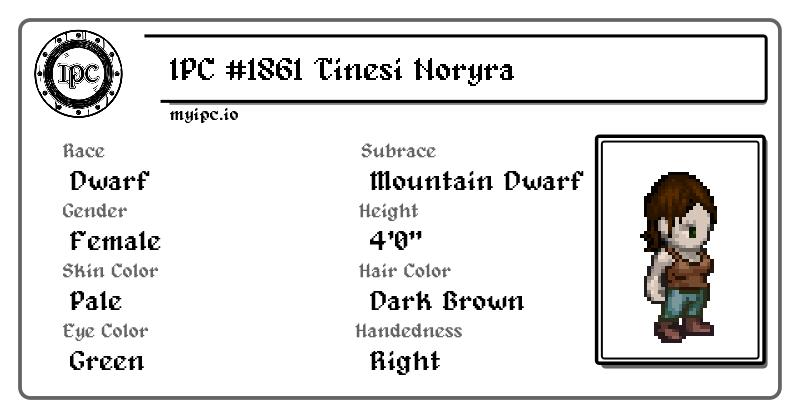 IPC
IPC #1861 Tinesi Noryra
myipc.io
Race
Subrace
Dwarf
Mountain Dwarf
Gender
Height
Female
4'0"
Skin Color
Hair Color
Pale
Dark Brown
Eye Color
Handedness
Green
Right